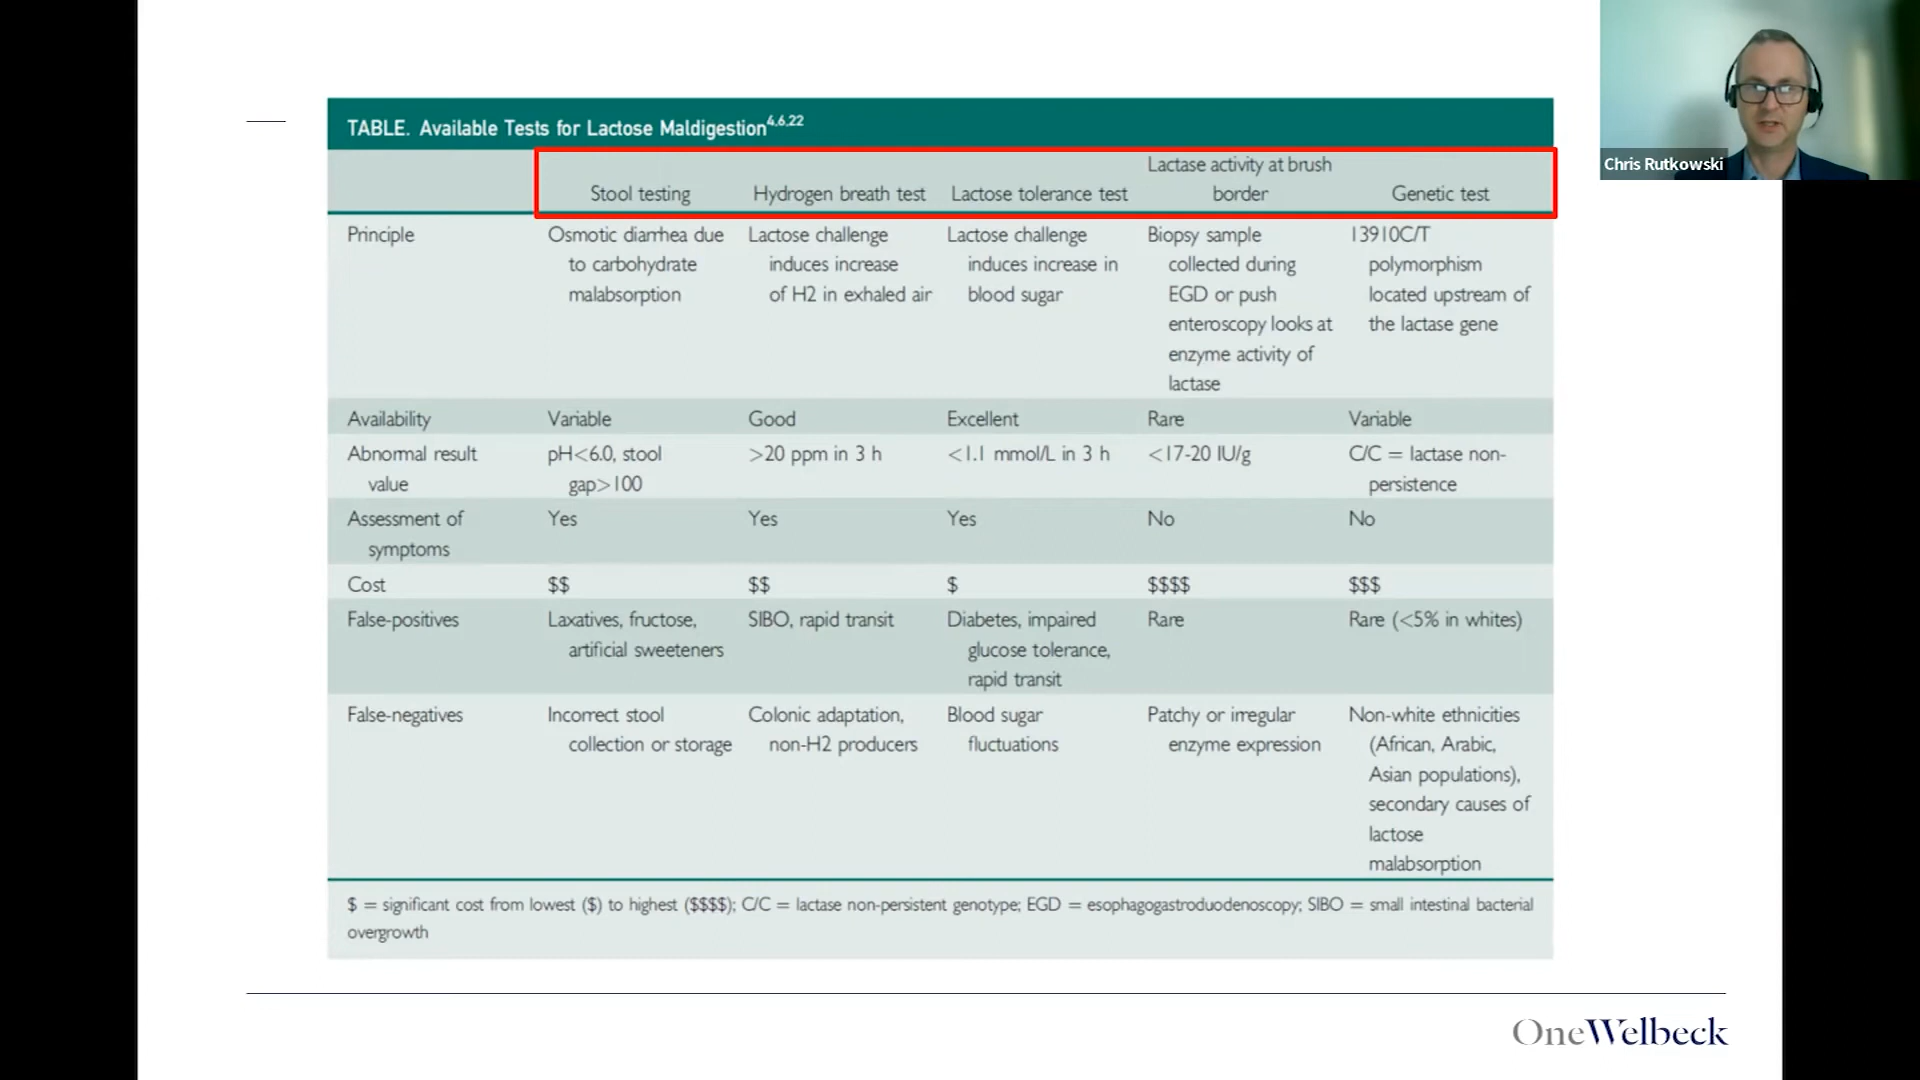 Chris Rutkowski
TABLE. Available Tests for Lactose Maldigestion4,6,22
Stool testing
Hydrogen breath test
Lactose tolerance test
Lactase activity at brush
border
Genetic test
Principle
Osmotic diarrhea due
to carbohydrate
malabsorption
Lactose challenge
induces increase
of H2 in exhaled air
Lactose challenge
induces increase in
blood sugar
Biopsy sample
collected during
EGD or push
enteroscopy looks at
enzyme activity of
lactase
13910C/T
polymorphism
located upstream of
the lactase gene
Availability
Variable
Good
Excellent
Rare
Variable
Abnormal result
value
pH<6.0, stool
gap>100
>20 ppm in 3 h
<1.1 mmol/L in 3 h
<17-20 IU/g
C/C = lactase non-
persistence
Assessment of
symptoms
Yes
Yes
Yes
No
No
Cost
$$
$$
$
$$$$
$$$
False-positives
Laxatives, fructose,
artificial sweeteners
SIBO, rapid transit
Diabetes, impaired
glucose tolerance,
rapid transit
Rare
Rare (<5% in whites)
False-negatives
Incorrect stool
collection or storage
Colonic adaptation,
non-H2 producers
Blood sugar
fluctuations
Patchy or irregular
enzyme expression
Non-white ethnicities
(African, Arabic,
Asian populations),
secondary causes of
lactose
malabsorption
$ = significant cost from lowest ($) to highest ($$$$); C/C = lactase non-persistent genotype; EGD = esophagogastroduodenoscopy; SIBO = small intestinal bacterial
overgrowth
OneWelbeck